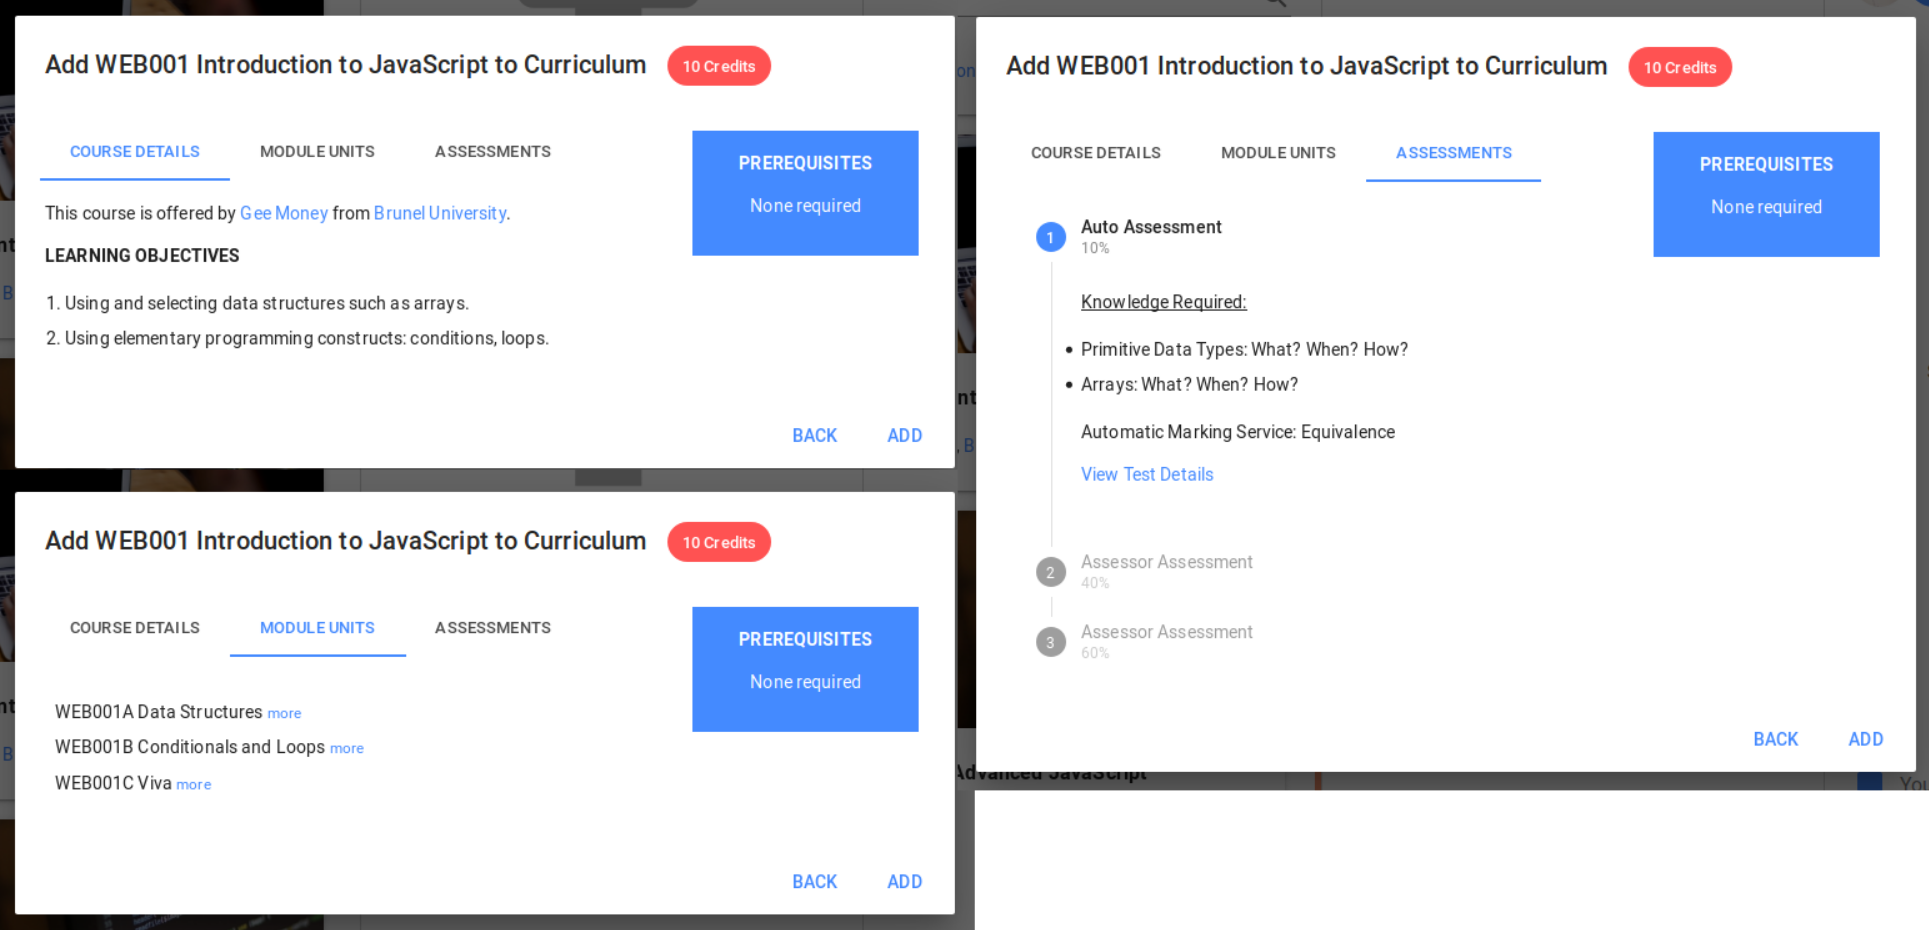 Add WEB001 Introduction to JavaScript to Curriculum 10 Credits
COURSE DETAILS MODULE UNITS ASSESSMENTS
PREREQUISITES
None required
This course is offered by Gee Money from Brunel University.
LEARNING OBJECTIVES
1. Using and selecting data structures such as arrays.
2. Using elementary programming constructs: conditions, loops.
BACK ADD
Add WEB001 Introduction to JavaScript to Curriculum 10 Credits
COURSE DETAILS MODULE UNITS ASSESSMENTS
PREREQUISITES
None required
WEB001A Data Structures more
WEB001B Conditionals and Loops more
WEB001C Viva more
BACK ADD
Add WEB001 Introduction to JavaScript to Curriculum 10 Credits
COURSE DETAILS MODULE UNITS ASSESSMENTS
PREREQUISITES
None required
1 Auto Assessment
10%
Knowledge Required:
• Primitive Data Types: What? When? How?
• Arrays: What? When? How?
Automatic Marking Service: Equivalence
View Test Details
2 Assessor Assessment
40%
3 Assessor Assessment
60%
BACK ADD
Advanced JavaScript